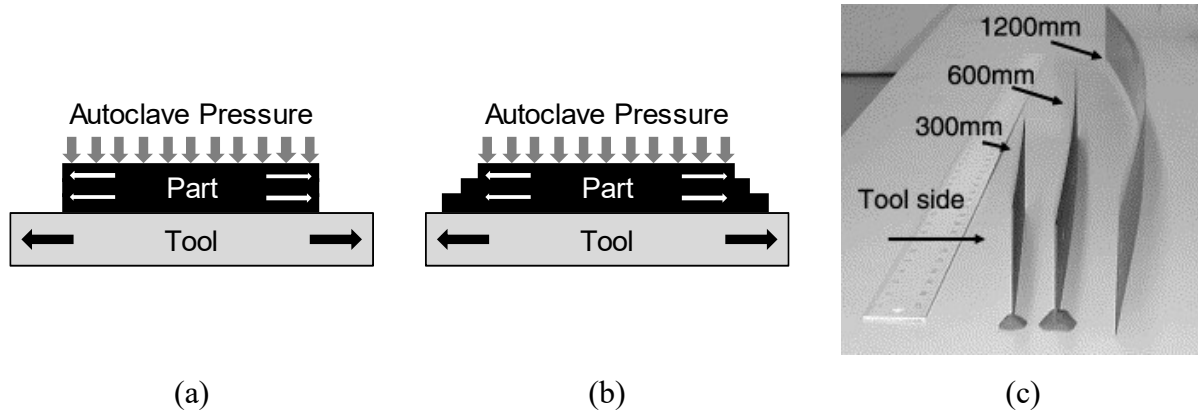 Autoclave Pressure
Part
Tool
(a)
Autoclave Pressure
Part
Tool
(b)
1200mm
600mm
300mm
Tool side
(c)